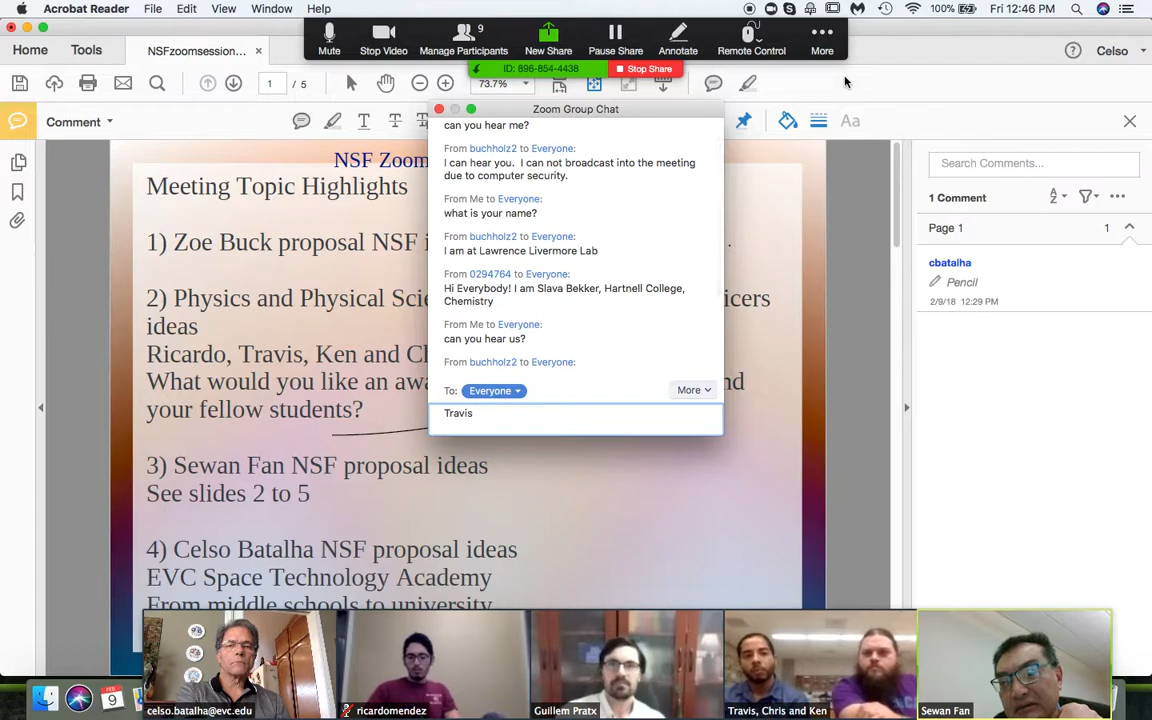 Acrobat Reader File Edit View Window Help 100% Fri 12:46 PM
Home Tools NSFzoomsession... × Celso
Mute Stop Video Manage Participants 9 New Share Pause Share Annotate Remote Control More
ID: 896-854-4438 Stop Share
1 / 5 73.7%
Comment
Zoom Group Chat
can you hear me?
From buchholz2 to Everyone:
I can hear you. I can not broadcast into the meeting
due to computer security.
From Me to Everyone:
what is your name?
From buchholz2 to Everyone:
I am at Lawrence Livermore Lab
From 0294764 to Everyone:
Hi Everybody! I am Slava Bekker, Hartnell College,
Chemistry
From Me to Everyone:
can you hear us?
From buchholz2 to Everyone:
To: Everyone More
Travis
NSF Zoom
Meeting Topic Highlights
1) Zoe Buck proposal NSF
2) Physics and Physical
ideas
Ricardo, Travis, Ken and
What would you like an
your fellow students?
3) Sewan Fan NSF proposal ideas
See slides 2 to 5
4) Celso Batalha NSF proposal ideas
EVC Space Technology Academy
From middle schools to university
Search Comments...
1 Comment
Page 1 1
cbatalha
Pencil
2/9/18 12:29 PM
celso.batalha@evc.edu
ricardomendez
Guillem Pratx
Travis, Chris and Ken
Sewan Fan
FEB
9